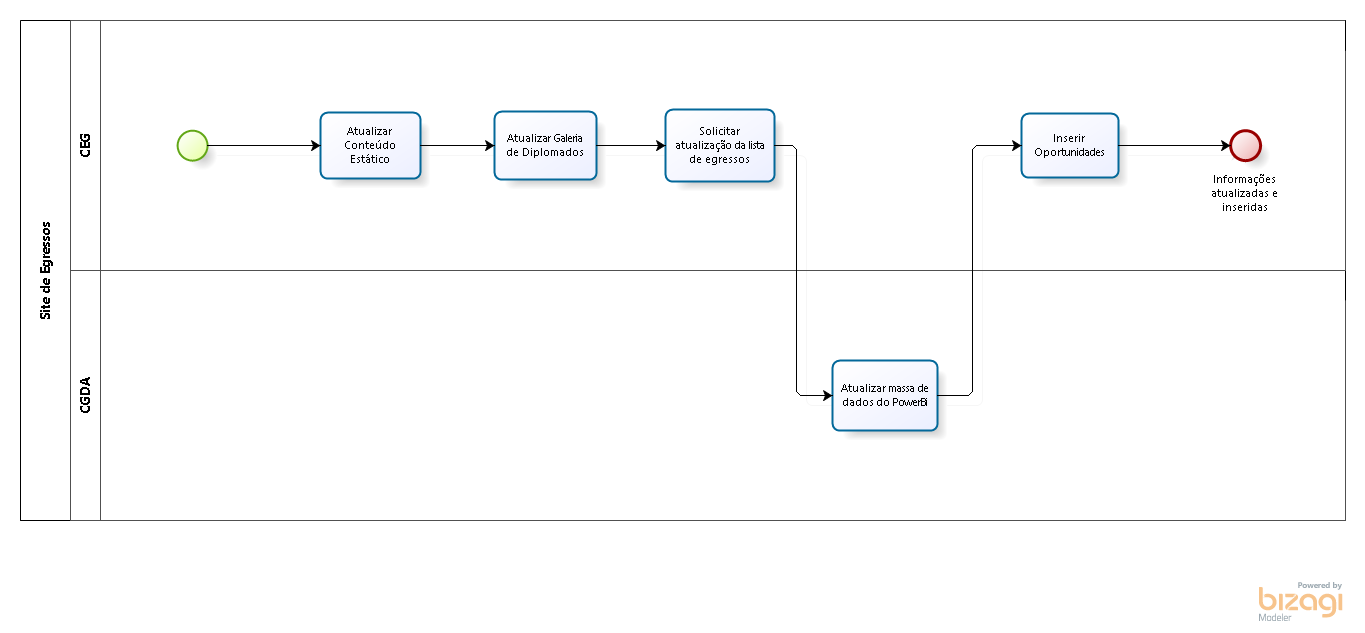 Site de Egressos
CEG
Atualizar
Conteúdo
Estático
Atualizar Galeria
de Diplomados
Solicitar
atualização da lista
de egressos
Inserir
Oportunidades
Informações
atualizadas e
inseridas
CGDA
Atualizar massa de
dados do PowerBi
Powered by
bizagi
Modeler